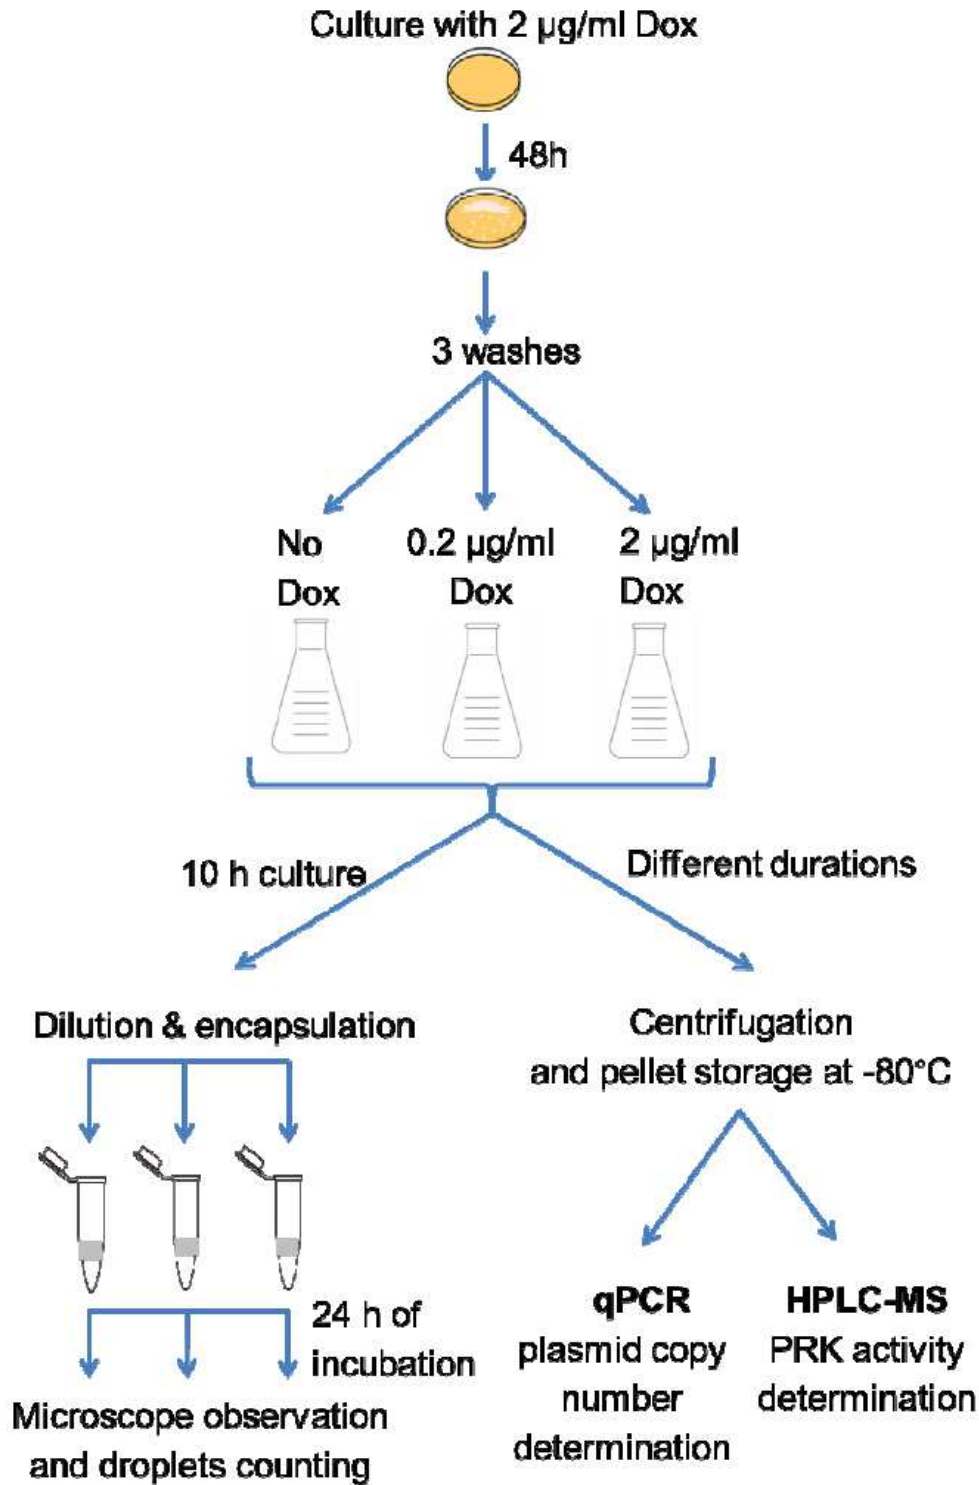 Culture with 2 µg/ml Dox
48h
3 washes
No
Dox
0.2 µg/ml
Dox
2 µg/ml
Dox
10 h culture
Different durations
Dilution & encapsulation
Centrifugation
and pellet storage at -80°C
24 h of
incubation
Microscope observation
and droplets counting
qPCR
plasmid copy
number
determination
HPLC-MS
PRK activity
determination